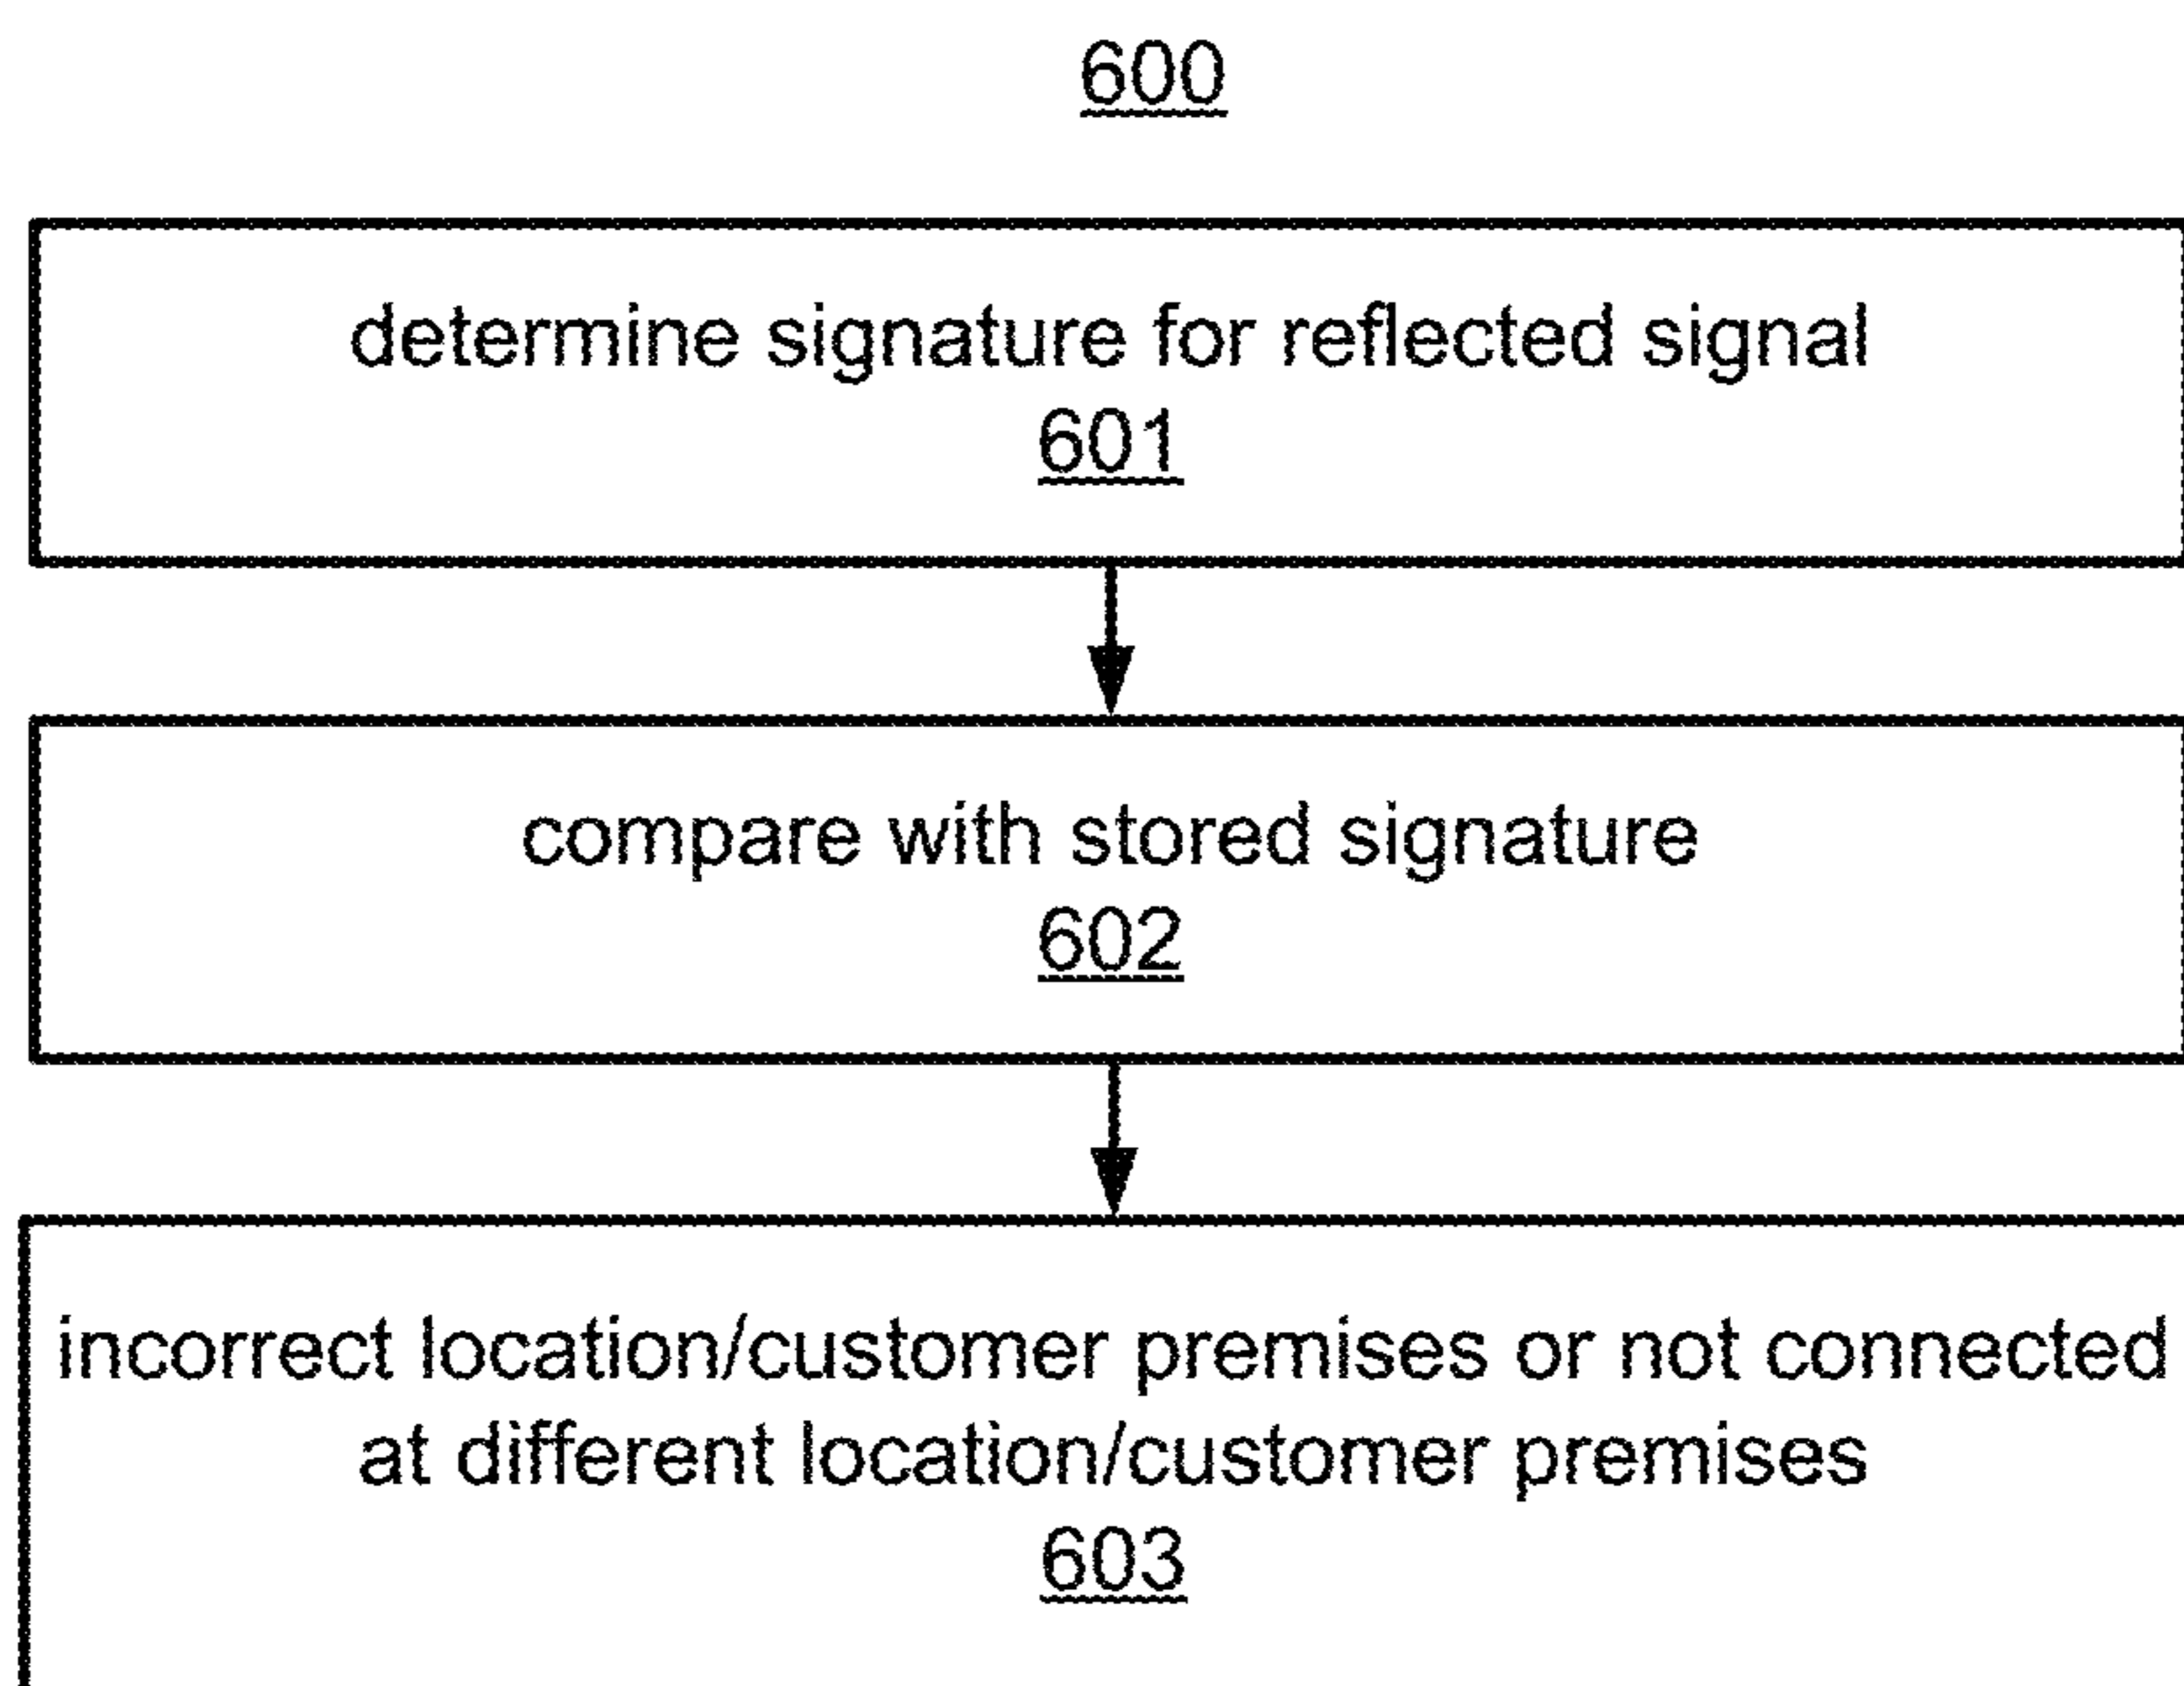 600
determine signature for reflected signal
601
compare with stored signature
602
incorrect location/customer premises or not connected
at different location/customer premises
603